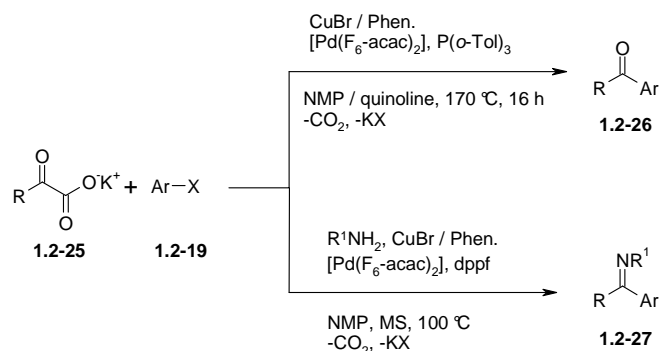 CuBr / Phen.
[Pd(F₆-acac)₂], P(o-Tol)₃
NMP / quinoline, 170 °C, 16 h
-CO₂, -KX
O
R Ar
1.2-26
O
R O⁻K⁺ + Ar–X
O
1.2-25 1.2-19
R¹NH₂, CuBr / Phen.
[Pd(F₆-acac)₂], dppf
NMP, MS, 100 °C
-CO₂, -KX
NR¹
R Ar
1.2-27